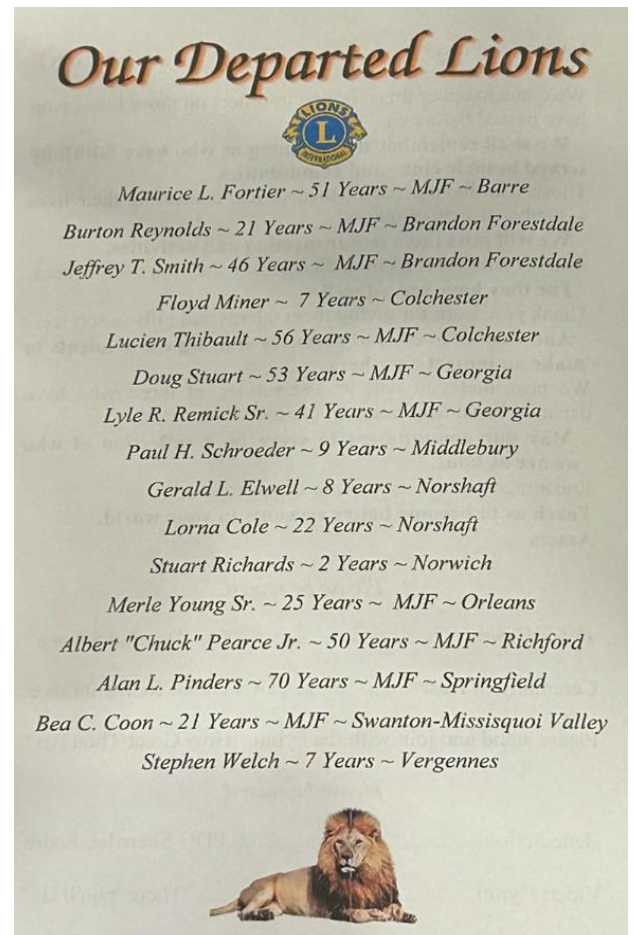 Our Departed Lions
LIONS
L
INTERNATIONAL
Maurice L. Fortier ~ 51 Years ~ MJF ~ Barre
Burton Reynolds ~ 21 Years ~ MJF ~ Brandon Forestdale
Jeffrey T. Smith ~ 46 Years ~ MJF ~ Brandon Forestdale
Floyd Miner ~ 7 Years ~ Colchester
Lucien Thibault ~ 56 Years ~ MJF ~ Colchester
Doug Stuart ~ 53 Years ~ MJF ~ Georgia
Lyle R. Remick Sr. ~ 41 Years ~ MJF ~ Georgia
Paul H. Schroeder ~ 9 Years ~ Middlebury
Gerald L. Elwell ~ 8 Years ~ Norshaft
Lorna Cole ~ 22 Years ~ Norshaft
Stuart Richards ~ 2 Years ~ Norwich
Merle Young Sr. ~ 25 Years ~ MJF ~ Orleans
Albert "Chuck" Pearce Jr. ~ 50 Years ~ MJF ~ Richford
Alan L. Pinders ~ 70 Years ~ MJF ~ Springfield
Bea C. Coon ~ 21 Years ~ MJF ~ Swanton-Missisquoi Valley
Stephen Welch ~ 7 Years ~ Vergennes